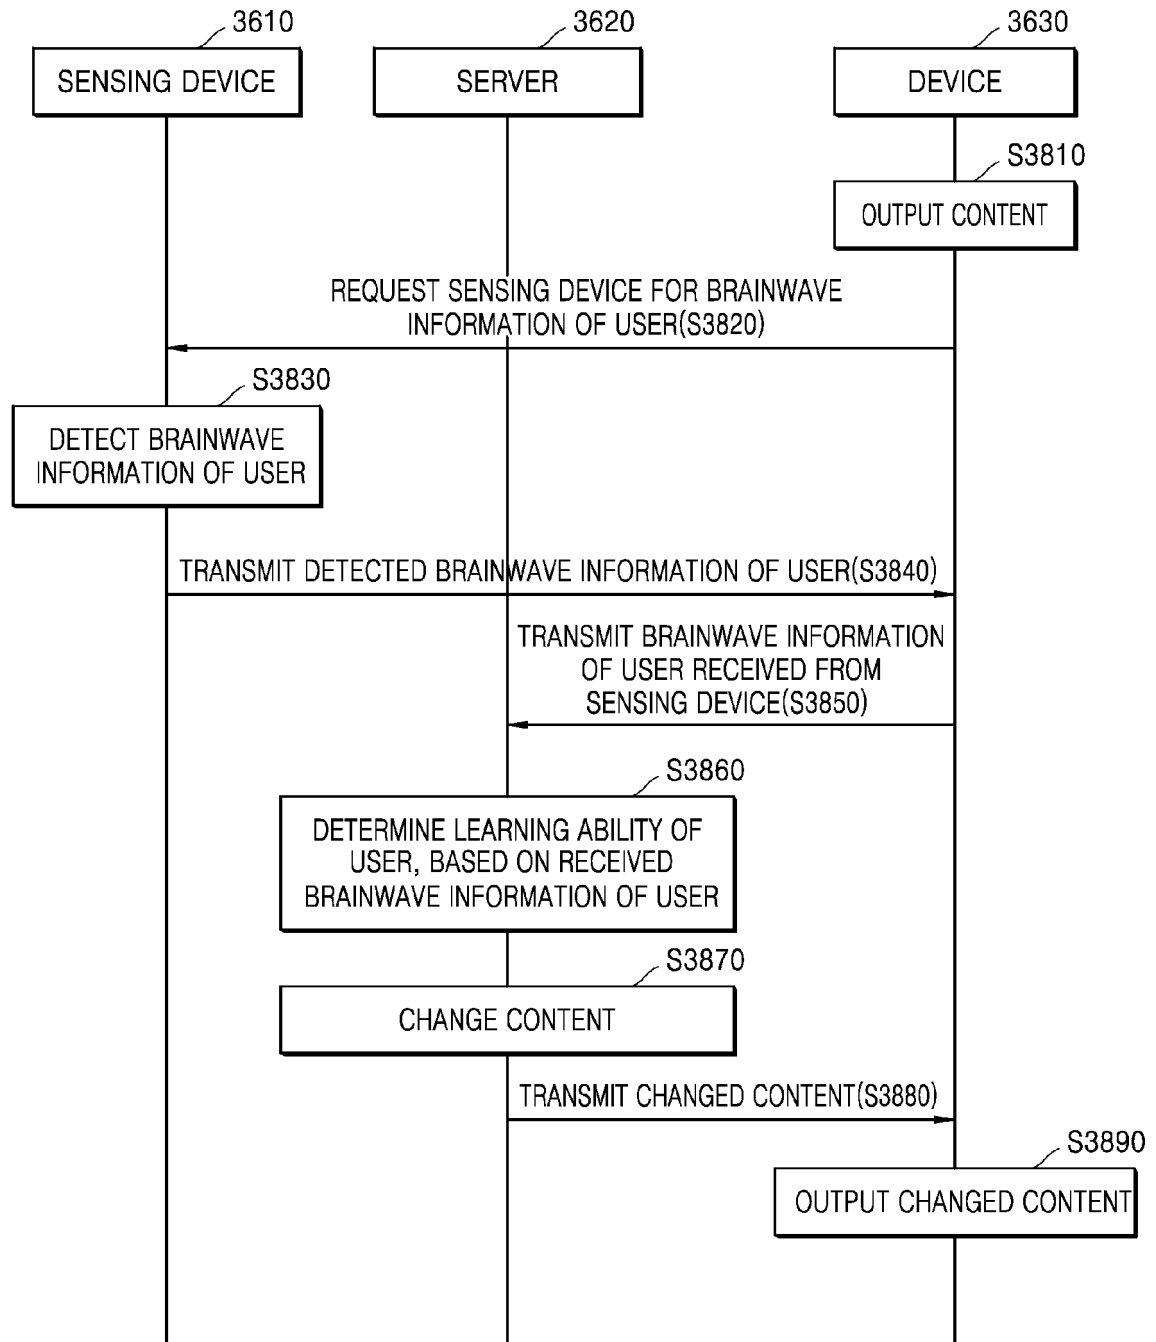 3610
3620
3630
SENSING DEVICE
SERVER
DEVICE
S3810
OUTPUT CONTENT
REQUEST SENSING DEVICE FOR BRAINWAVE
INFORMATION OF USER(S3820)
S3830
DETECT BRAINWAVE
INFORMATION OF USER
TRANSMIT DETECTED BRAINWAVE INFORMATION OF USER(S3840)
TRANSMIT BRAINWAVE INFORMATION
OF USER RECEIVED FROM
SENSING DEVICE(S3850)
S3860
DETERMINE LEARNING ABILITY OF
USER, BASED ON RECEIVED
BRAINWAVE INFORMATION OF USER
S3870
CHANGE CONTENT
TRANSMIT CHANGED CONTENT(S3880)
S3890
OUTPUT CHANGED CONTENT